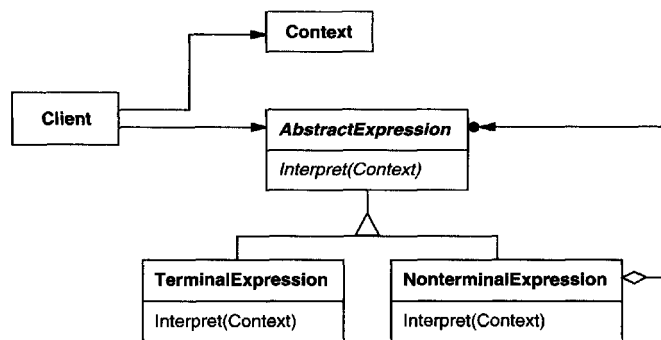 Context
Client
AbstractExpression
Interpret(Context)
TerminalExpression
Interpret(Context)
NonterminalExpression
Interpret(Context)